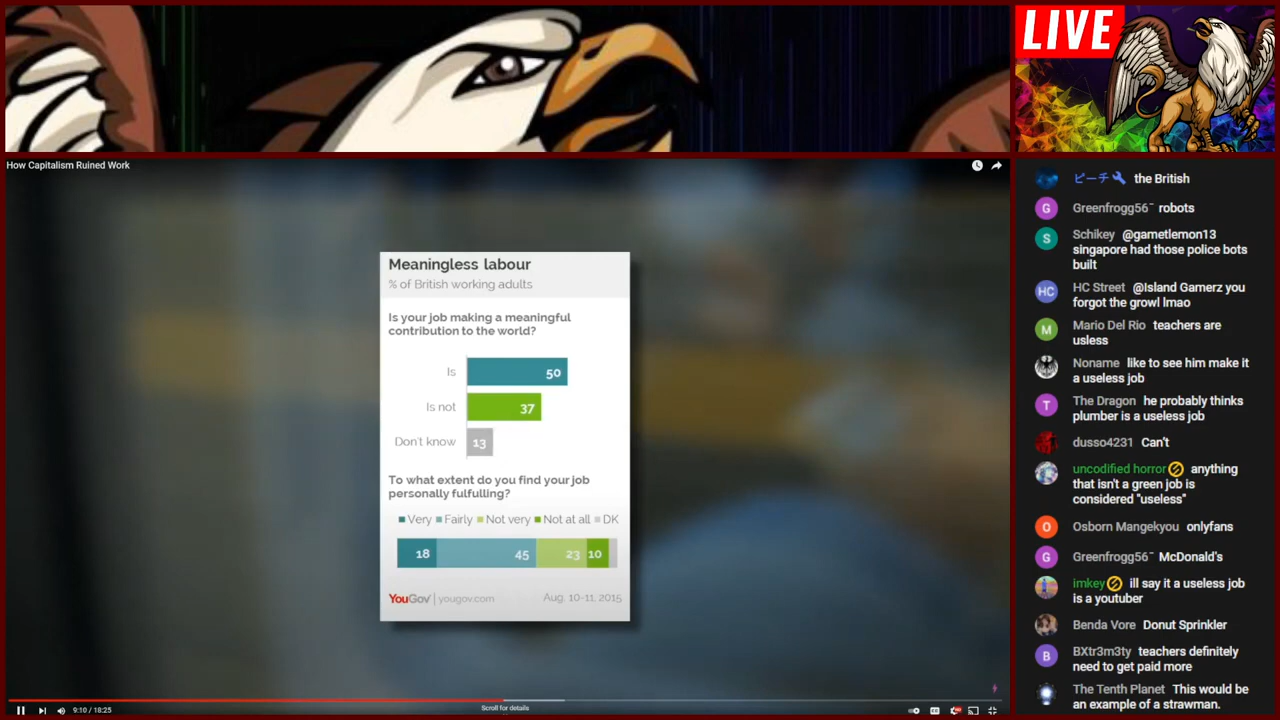 LIVE
How Capitalism Ruined Work
Meaningless labour
% of British working adults
Is your job making a meaningful
contribution to the world?
Is 50
Is not 37
Don't know 13
To what extent do you find your job
personally fulfulling?
Very Fairly Not very Not at all DK
18 45 23 10
YouGov | yougov.com Aug. 10-11, 2015
9:10 / 18:25
Scroll for details
ピーチ the British
Greenfrogg56 robots
Schikey @gametlemon13
singapore had those police bots
built
HC
HC Street @Island Gamerz you
forgot the growl lmao
Mario Del Rio teachers are
usless
Noname like to see him make it
a useless job
The Dragon he probably thinks
plumber is a useless job
dusso4231 Can't
uncodified horror anything
that isn't a green job is
considered "useless"
Osborn Mangekyou onlyfans
Greenfrogg56 McDonald's
imkey ill say it a useless job
is a youtuber
Benda Vore Donut Sprinkler
BXtr3m3ty teachers definitely
need to get paid more
The Tenth Planet This would be
an example of a strawman.